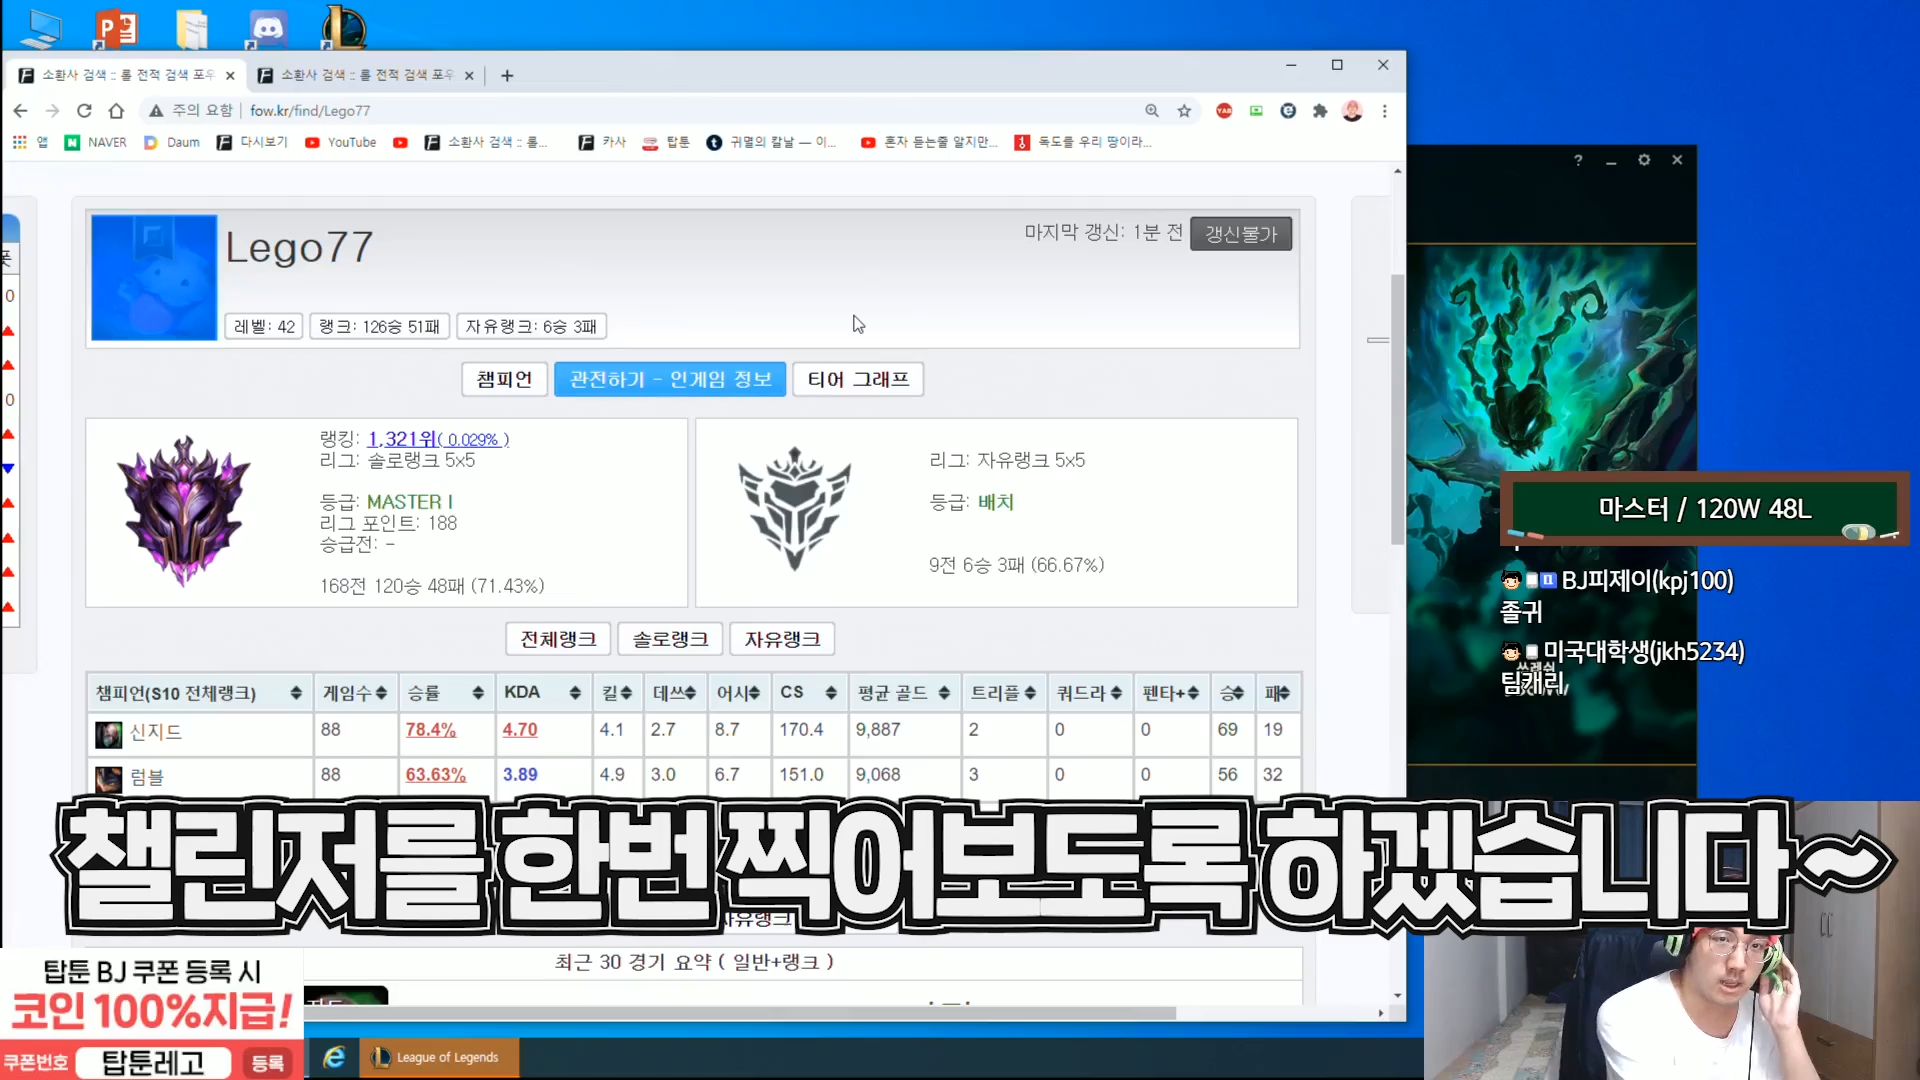 소환사 검색 :: 롤 전적 검색 포우
소환사 검색 :: 롤 전적 검색 포우
주의 요함 | fow.kr/find/Lego77
앱 NAVER Daum 다시보기 YouTube 소환사 검색 :: 롤... 카사 탑툰 귀멸의 칼날 — 이... 혼자 듣는줄 알지만... 독도를 우리 땅이라...
Lego77
마지막 갱신: 1분 전 갱신불가
레벨: 42 랭크: 126승 51패 자유랭크: 6승 3패
챔피언 관전하기 - 인게임 정보 티어 그래프
랭킹: 1,321위( 0.029% )
리그: 솔로랭크 5x5
등급: MASTER I
리그 포인트: 188
승급전: -
168전 120승 48패 (71.43%)
리그: 자유랭크 5x5
등급: 배치
9전 6승 3패 (66.67%)
전체랭크 솔로랭크 자유랭크
챔피언(S10 전체랭크) 게임수 승률 KDA 킬 데쓰 어시 CS 평균 골드 트리플 쿼드라 펜타+ 승 패
신지드 88 78.4% 4.70 4.1 2.7 8.7 170.4 9,887 2 0 0 69 19
럼블 88 63.63% 3.89 4.9 3.0 6.7 151.0 9,068 3 0 0 56 32
마스터 / 120W 48L
BJ피제이(kpj100)
졸귀
미국대학생(jkh5234)
팀캐리,
챌린저를 한번 찍어보도록 하겠습니다~
자유랭크
최근 30 경기 요약 ( 일반+랭크 )
탑툰 BJ 쿠폰 등록 시
코인 100%지급!
쿠폰번호 탑툰레고 등록
League of Legends